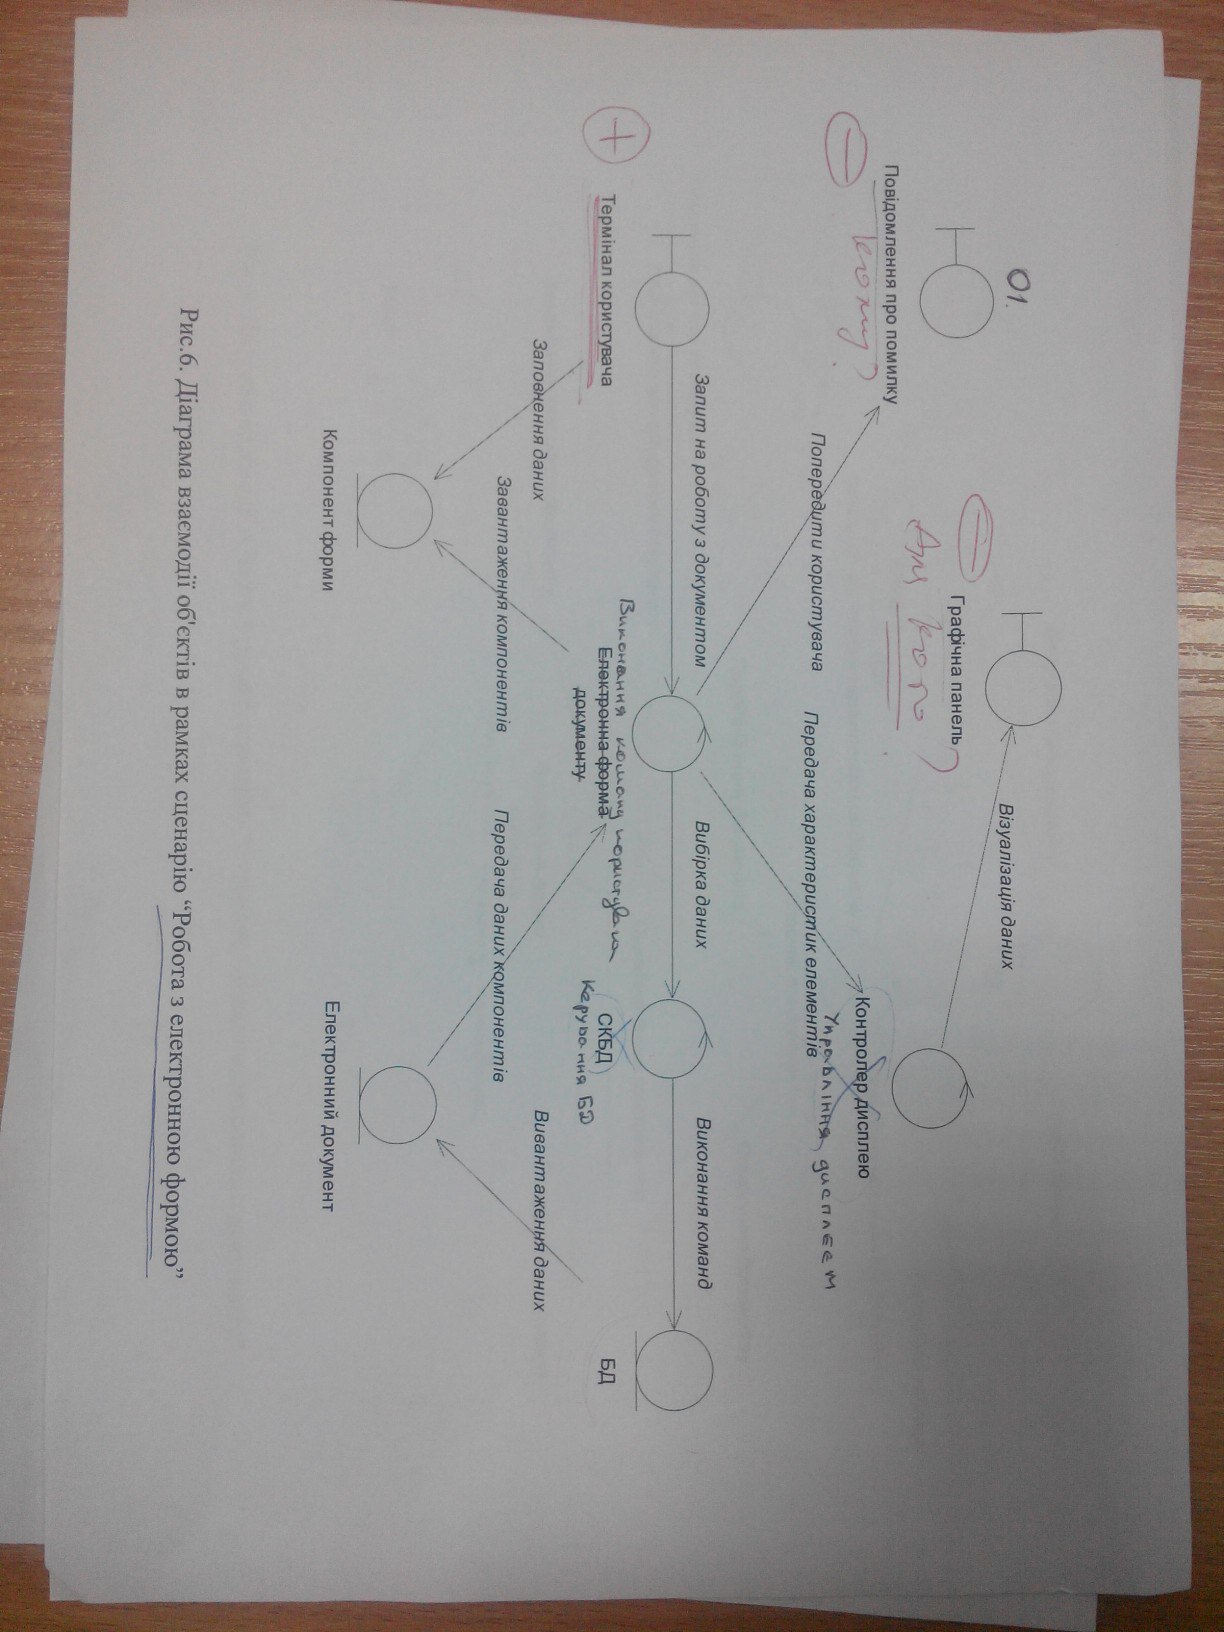 О1.
Візуалізація даних
Графічна панель ?
Для кого
Повідомлення про помилку
кому?
Контролер дисплею
Управління дисплеєм
Попередити користувача
Передача характеристик елементів
Запит на роботу з документом
Вибірка даних
Виконання команд
Виконання команд користувача
Термінал користувача
Електронна форма
документу
СКБД
Керування БД
БД
Заповнення даних
Вивантаження даних
Завантаження компонентів
Передача даних компонентів
Компонент форми
Електронний документ
Рис.6. Діаграма взаємодії об'єктів в рамках сценарію “Робота з електронною формою”